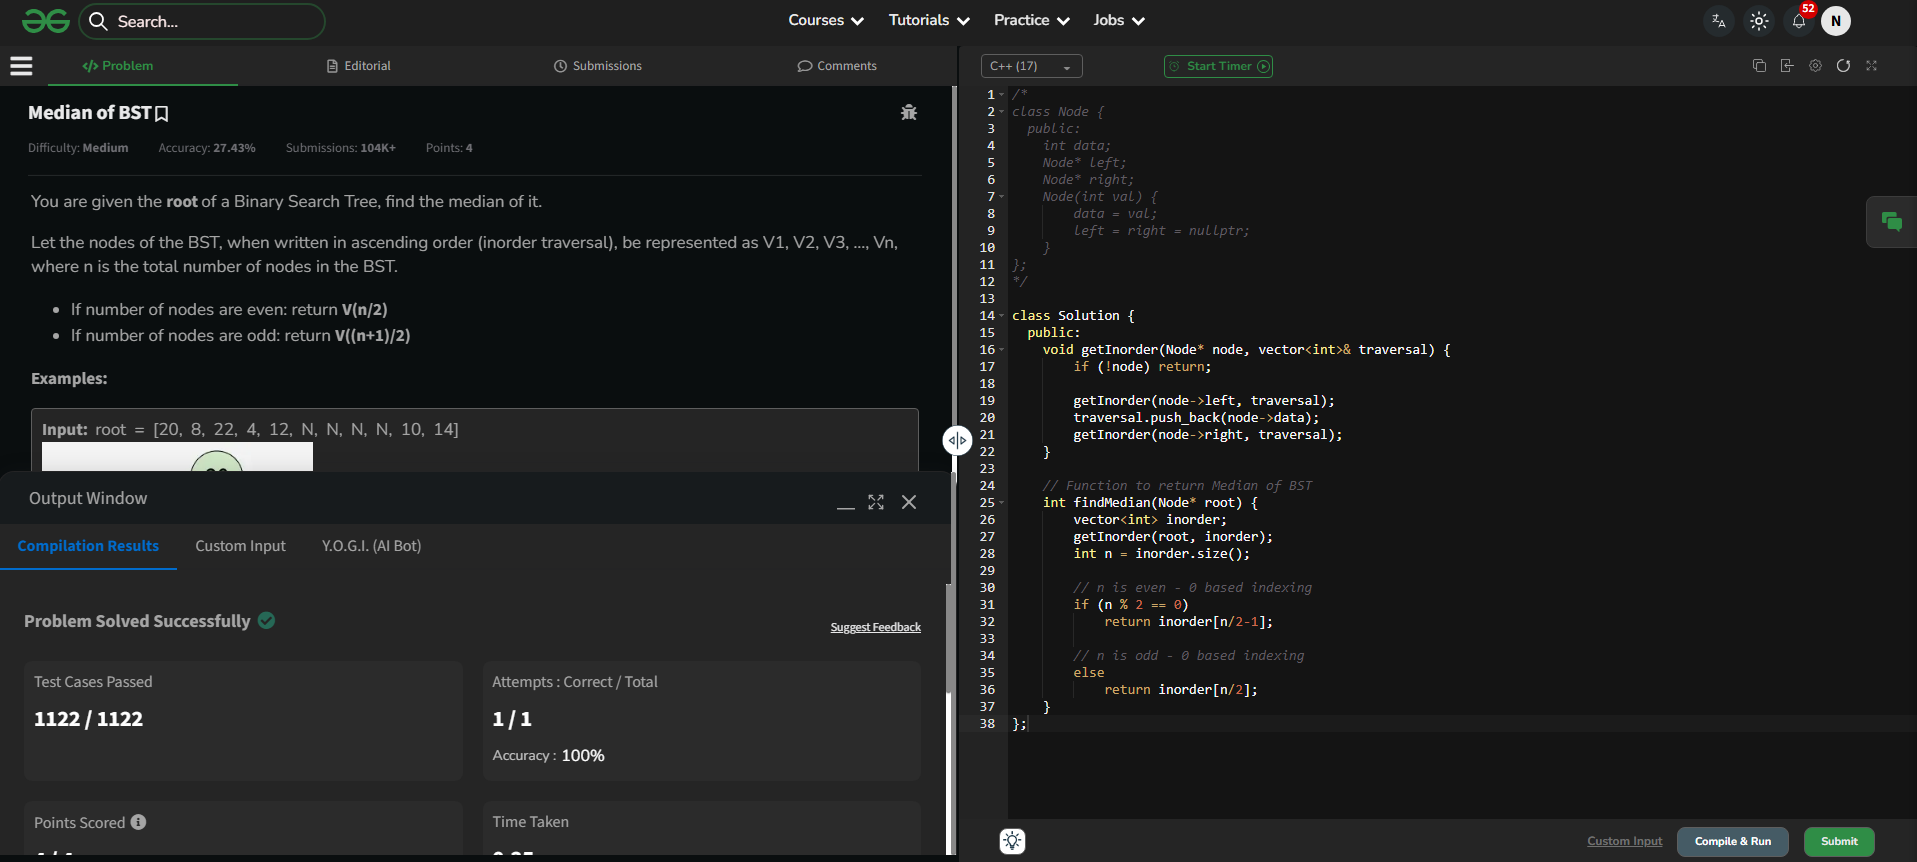 Search...
Courses
Tutorials
Practice
Jobs
52
N
</> Problem
Editorial
Submissions
Comments
C++ (17)
Start Timer
Median of BST
Difficulty: Medium
Accuracy: 27.43%
Submissions: 104K+
Points: 4
You are given the root of a Binary Search Tree, find the median of it.
Let the nodes of the BST, when written in ascending order (inorder traversal), be represented as V1, V2, V3, ..., Vn,
where n is the total number of nodes in the BST.
• If number of nodes are even: return V(n/2)
• If number of nodes are odd: return V((n+1)/2)
Examples:
Input: root = [20, 8, 22, 4, 12, N, N, N, N, 10, 14]
Output Window
Compilation Results
Custom Input
Y.O.G.I. (AI Bot)
Problem Solved Successfully
Suggest Feedback
Test Cases Passed
1122 / 1122
Attempts : Correct / Total
1 / 1
Accuracy : 100%
Points Scored
Time Taken
1 /*
2 class Node {
3   public:
4     int data;
5     Node* left;
6     Node* right;
7     Node(int val) {
8         data = val;
9         left = right = nullptr;
10     }
11 };
12 */
13
14 class Solution {
15   public:
16     void getInorder(Node* node, vector<int>& traversal) {
17         if (!node) return;
18
19         getInorder(node->left, traversal);
20         traversal.push_back(node->data);
21         getInorder(node->right, traversal);
22     }
23
24     // Function to return Median of BST
25     int findMedian(Node* root) {
26         vector<int> inorder;
27         getInorder(root, inorder);
28         int n = inorder.size();
29
30         // n is even - 0 based indexing
31         if (n % 2 == 0)
32             return inorder[n/2-1];
33
34         // n is odd - 0 based indexing
35         else
36             return inorder[n/2];
37     }
38 };
Custom Input
Compile & Run
Submit